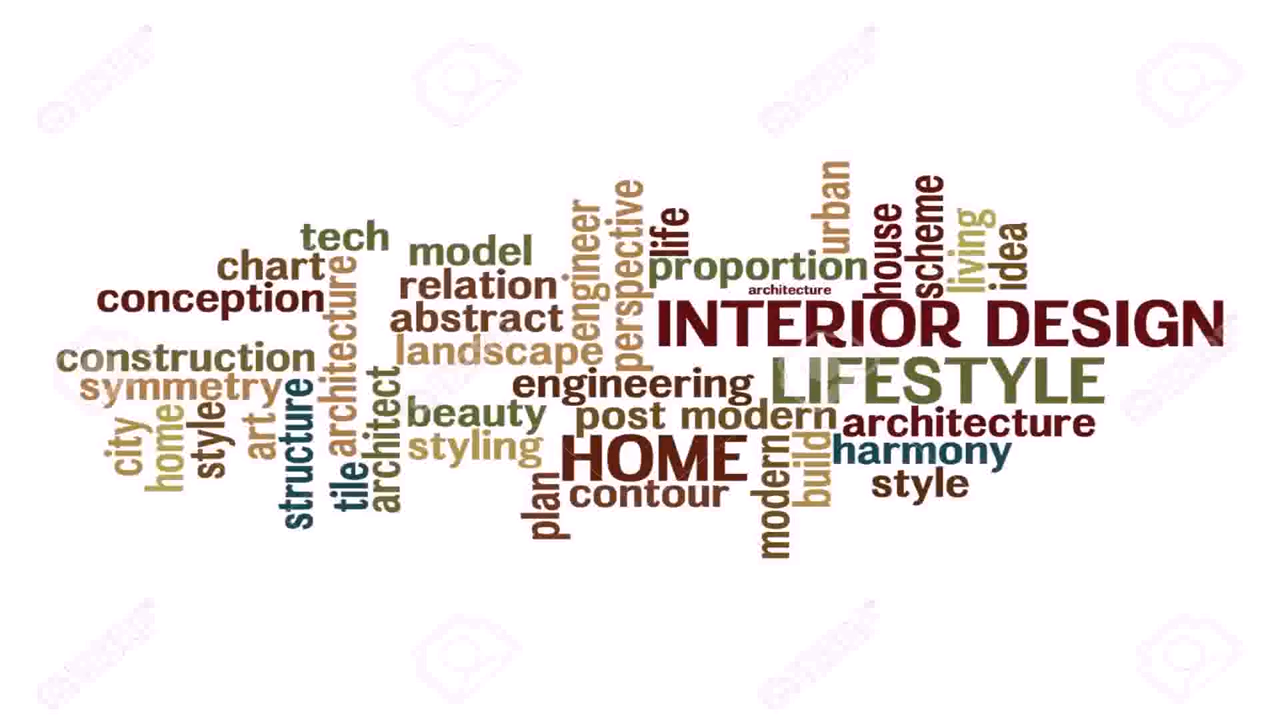 urban
scheme
perspective
engineer
house
life
living
tech
idea
model
chart
architecture
proportion
relation
architecture
conception
INTERIOR DESIGN
abstract
landscape
construction
LIFESTYLE
engineering
symmetry
architect
structure
style
home
city
art
beauty
post modern
architecture
styling
HOME
modern
build
harmony
tile
plan
contour
style